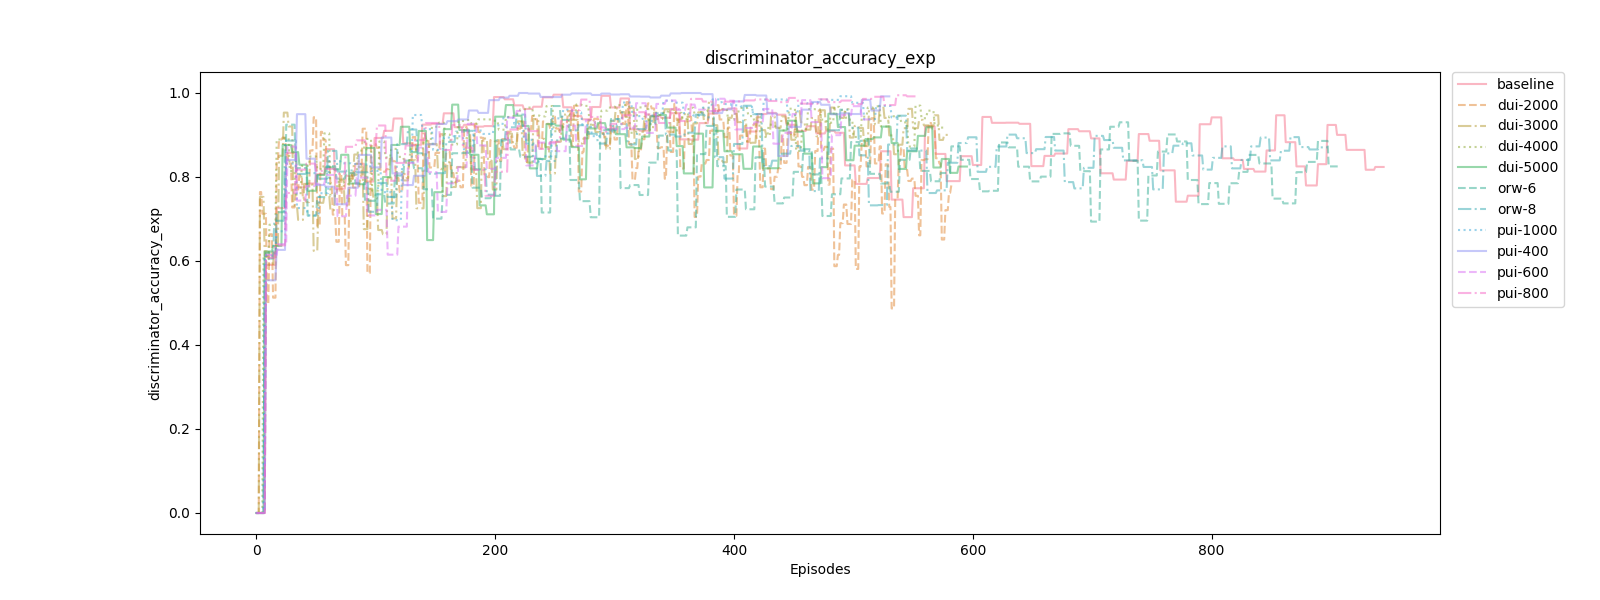 discriminator_accuracy_exp
discriminator_accuracy_exp
1.0
0.8
0.6
0.4
0.2
0.0
0
200
400
600
800
Episodes
baseline
dui-2000
dui-3000
dui-4000
dui-5000
orw-6
orw-8
pui-1000
pui-400
pui-600
pui-800